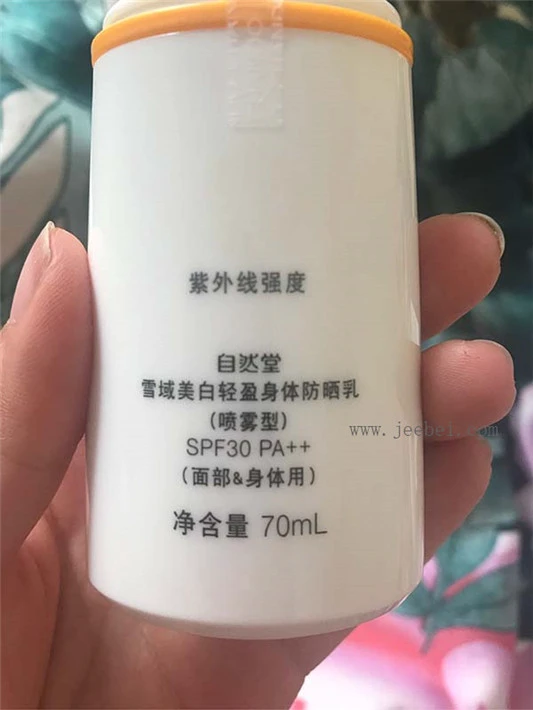 紫外线强度
自然堂
雪域美白轻盈身体防晒乳
(喷雾型)
SPF30 PA++
(面部&身体用)
净含量 70mL
www.jeebei.com